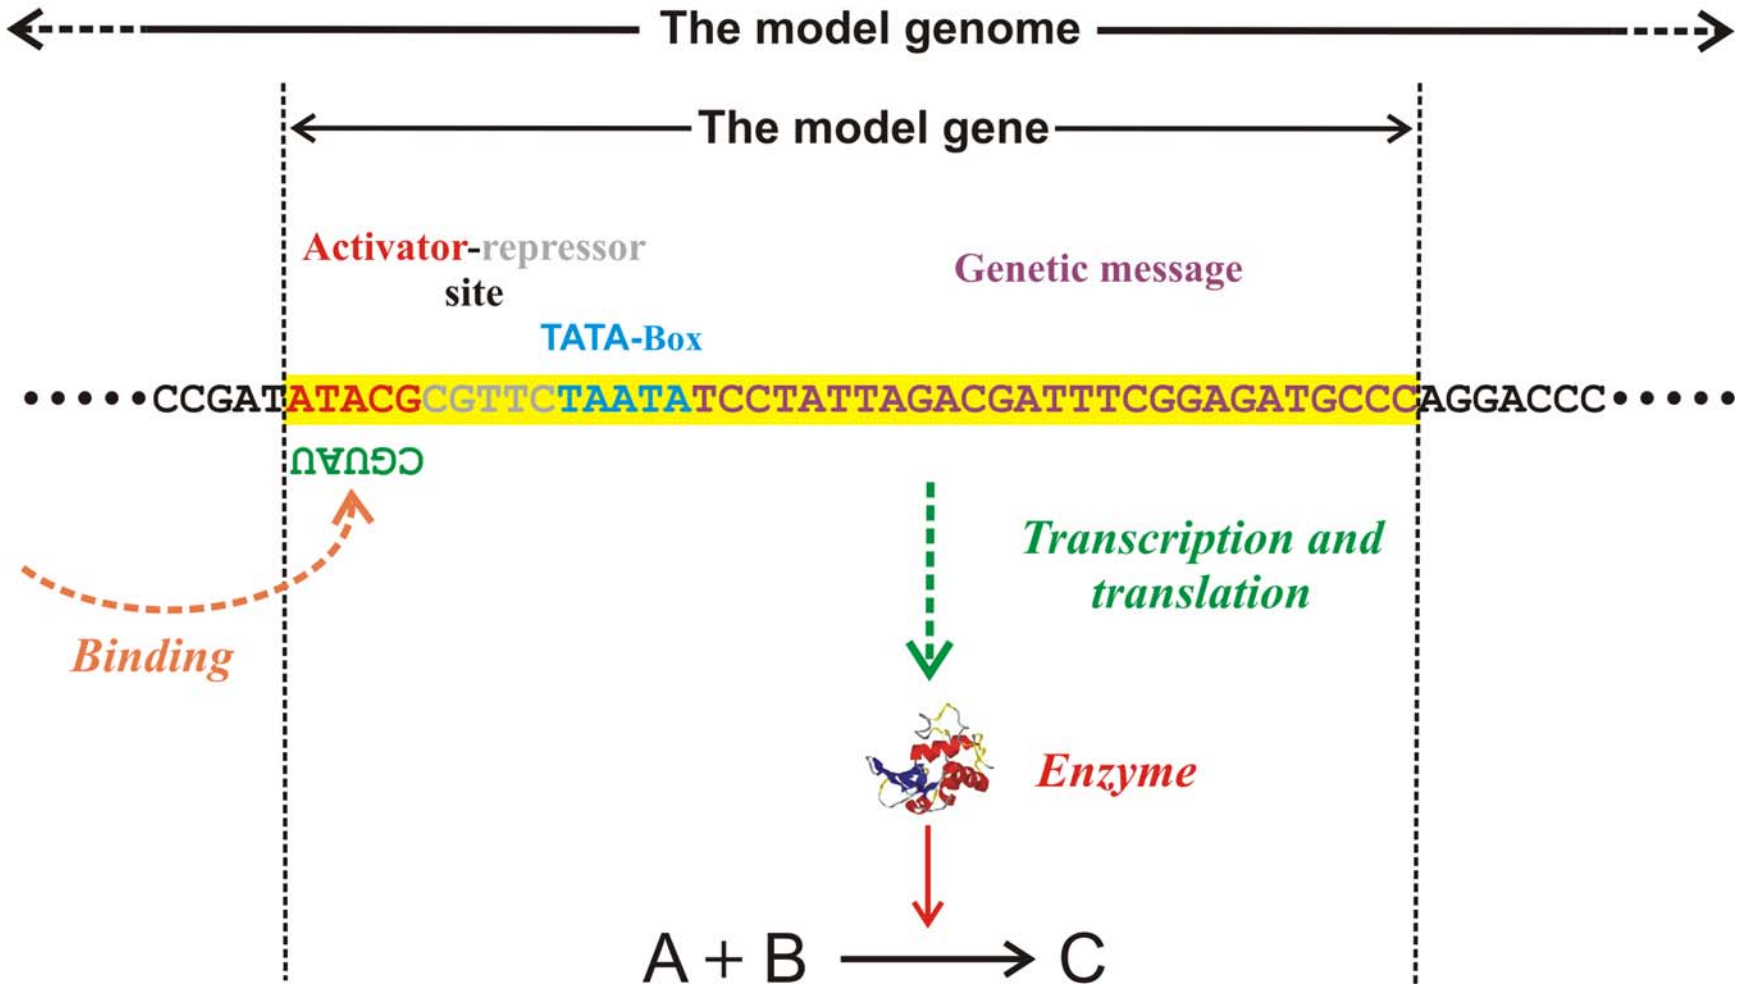 The model genome
The model gene
Activator-repressor
site
Genetic message
TATA-Box
•••••CCGATATACGCGTTCTAATATCCTATTAGACGATTTCGGAGATGCCCAGGACCC•••••
CGUAU
Transcription and
translation
Binding
Enzyme
A + B → C